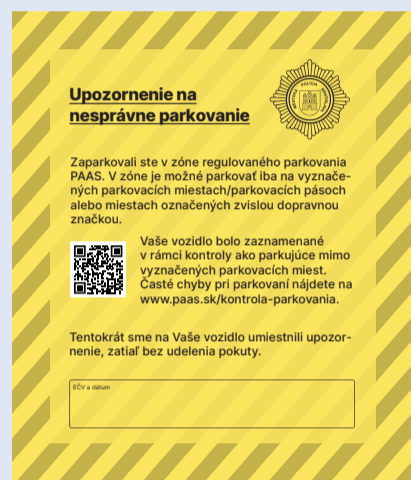 Upozornenie na
nesprávne parkovanie
POLÍCIA
Zaparkovali ste v zóne regulovaného parkovania
PAAS. V zóne je možné parkovať iba na vyznače-
ných parkovacích miestach/parkovacích pásoch
alebo miestach označených zvislou dopravnou
značkou.
Vaše vozidlo bolo zaznamenané
v rámci kontroly ako parkujúce mimo
vyznačených parkovacích miest.
Časté chyby pri parkovaní nájdete na
www.paas.sk/kontrola-parkovania.
Tentokrát sme na Vaše vozidlo umiestnili upozor-
nenie, zatiaľ bez udelenia pokuty.
EČV a dátum